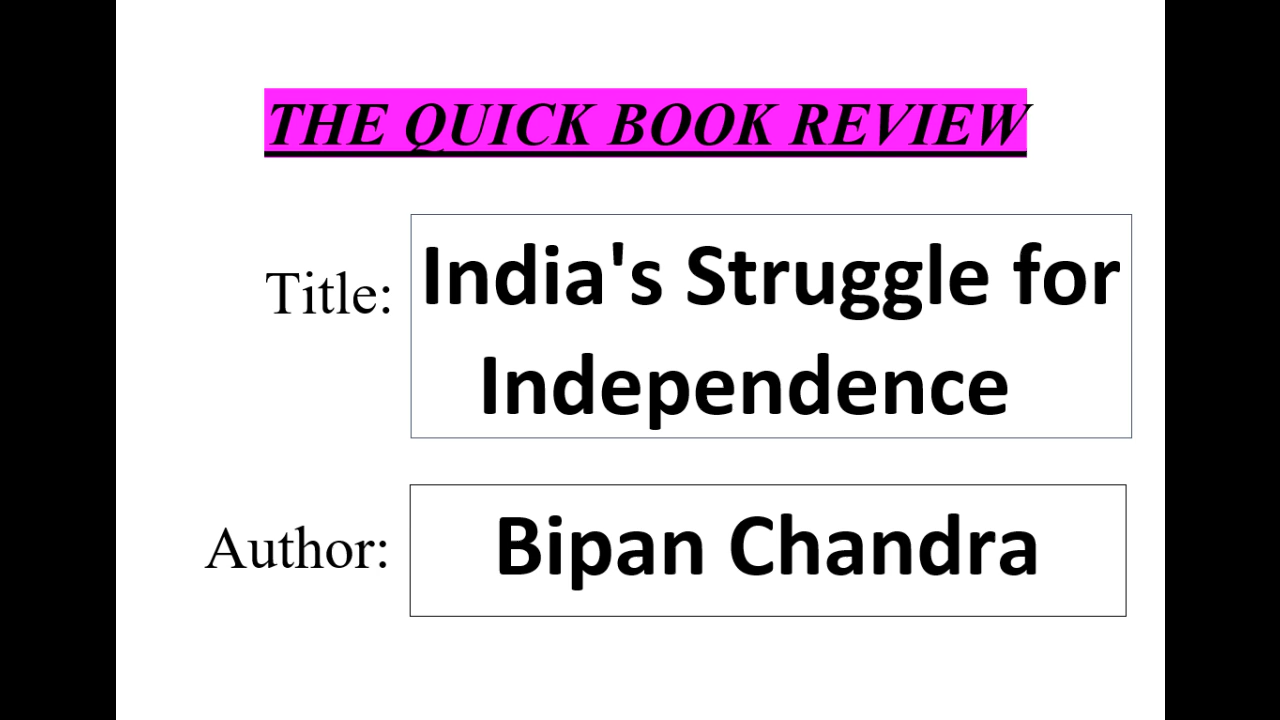 THE QUICK BOOK REVIEW
Title:
India's Struggle for
Independence
Author:
Bipan Chandra